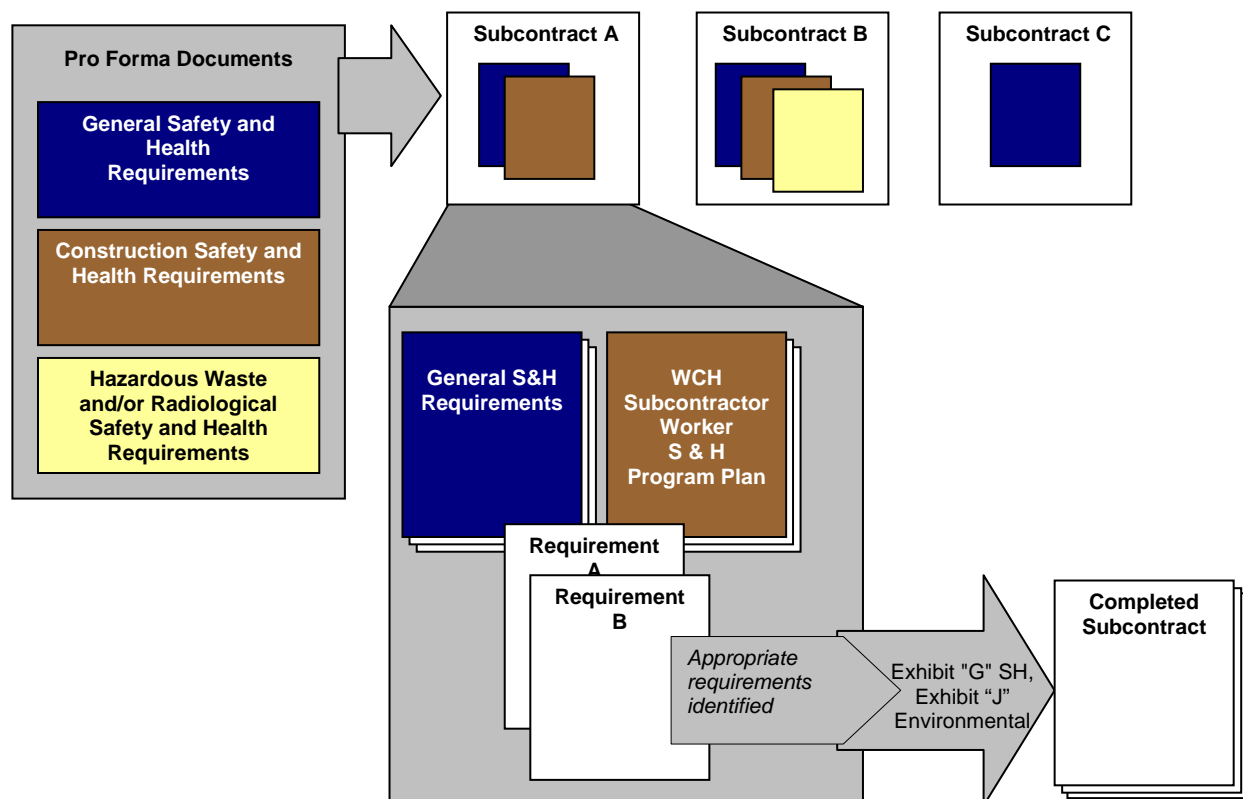 Pro Forma Documents
General Safety and
Health
Requirements
Construction Safety and
Health Requirements
Hazardous Waste
and/or Radiological
Safety and Health
Requirements
Subcontract A
Subcontract B
Subcontract C
General S&H
Requirements
WCH
Subcontractor
Worker
S & H
Program Plan
Requirement
A
Requirement
B
Appropriate
requirements
identified
Exhibit "G" SH,
Exhibit “J”
Environmental
Completed
Subcontract